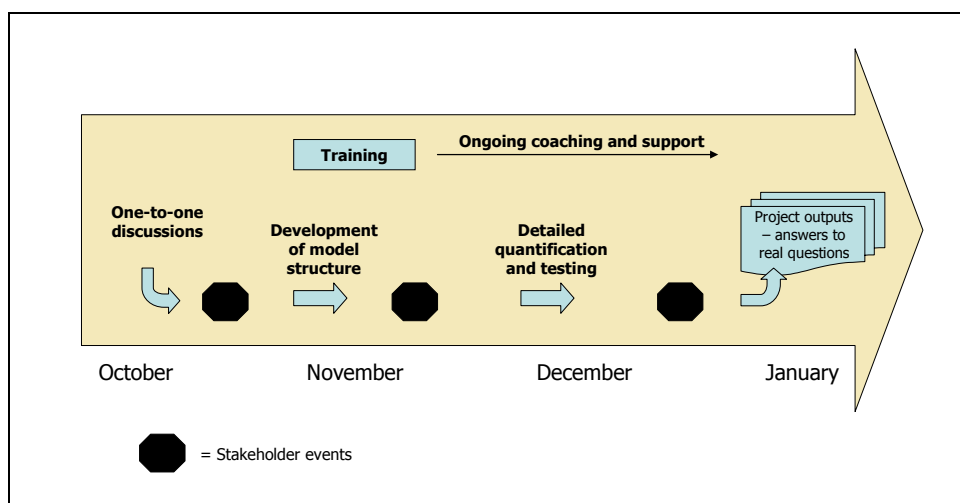 Ongoing coaching and support
Training
One-to-one
discussions
Development
of model
structure
Detailed
quantification
and testing
Project outputs
– answers to
real questions
October
November
December
January
= Stakeholder events